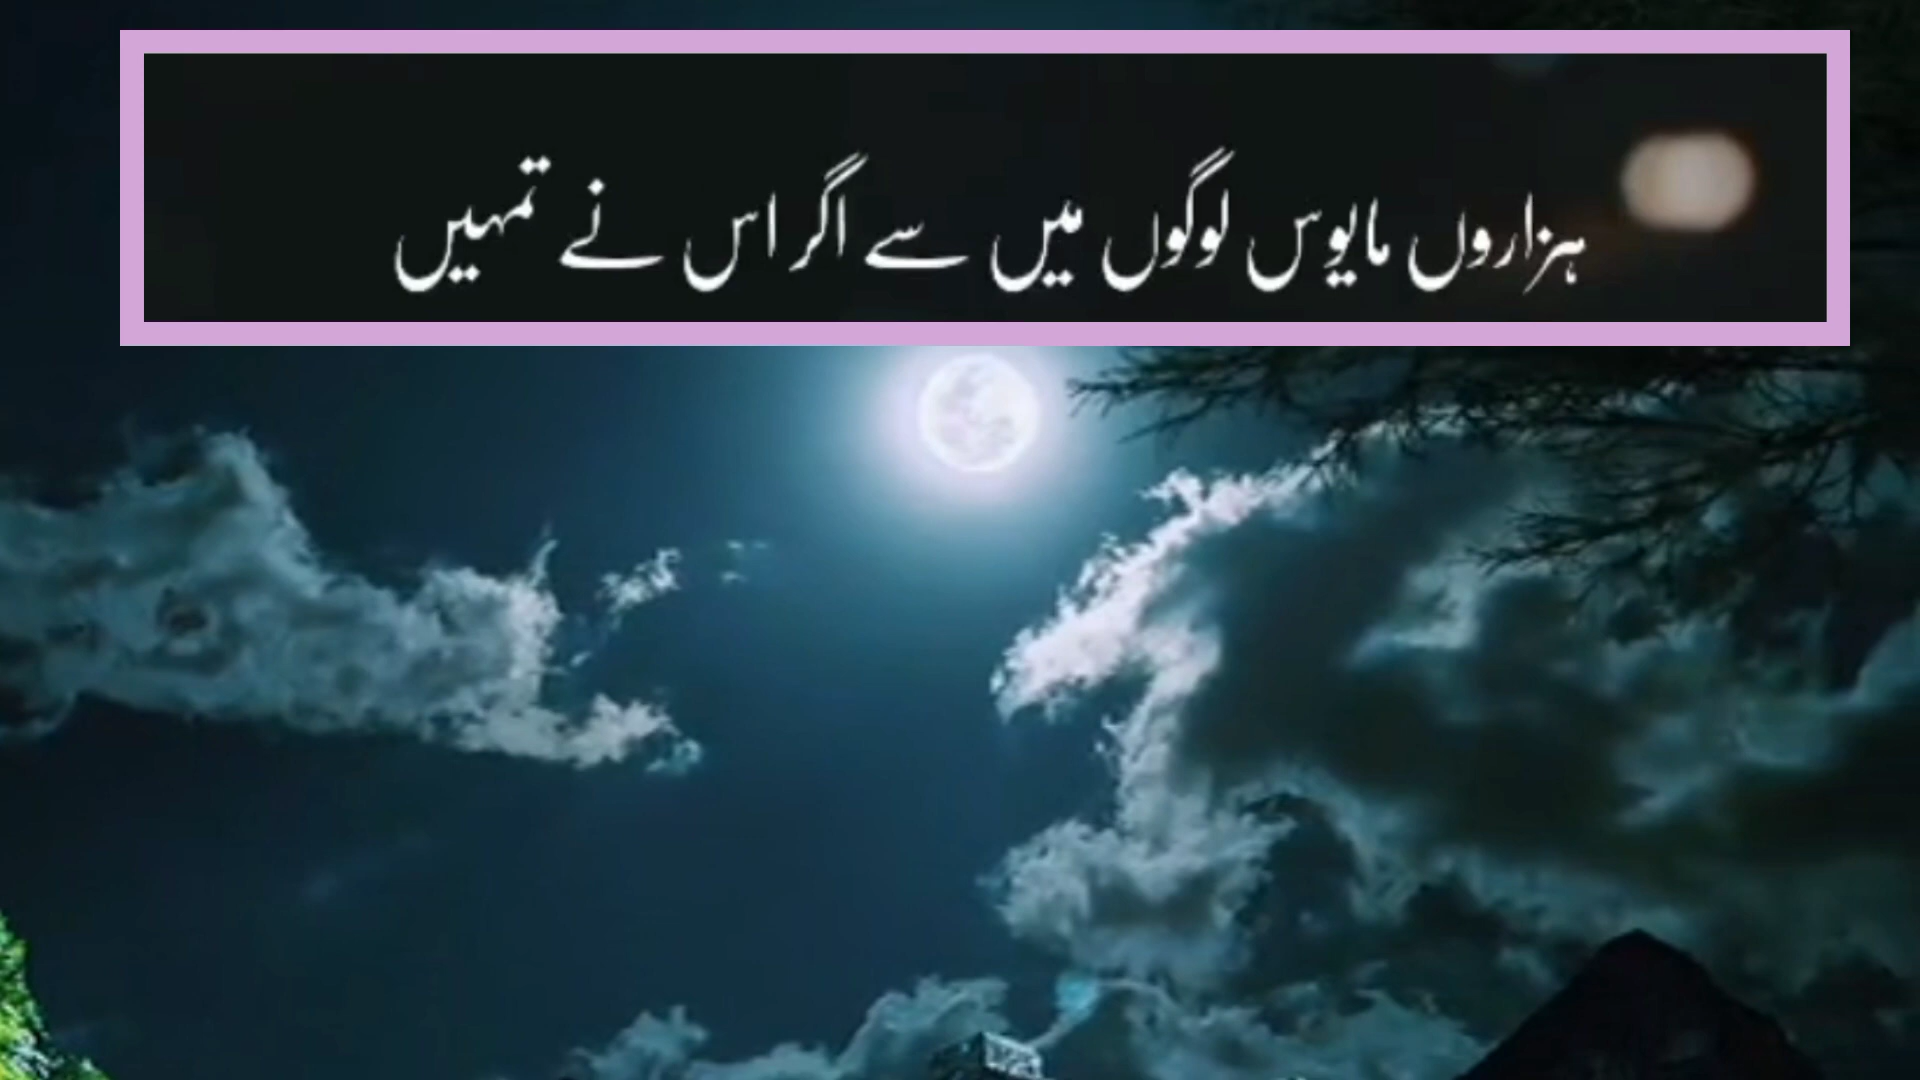 ہزاروں مایوس لوگوں میں سے اگر اس نے تمہیں